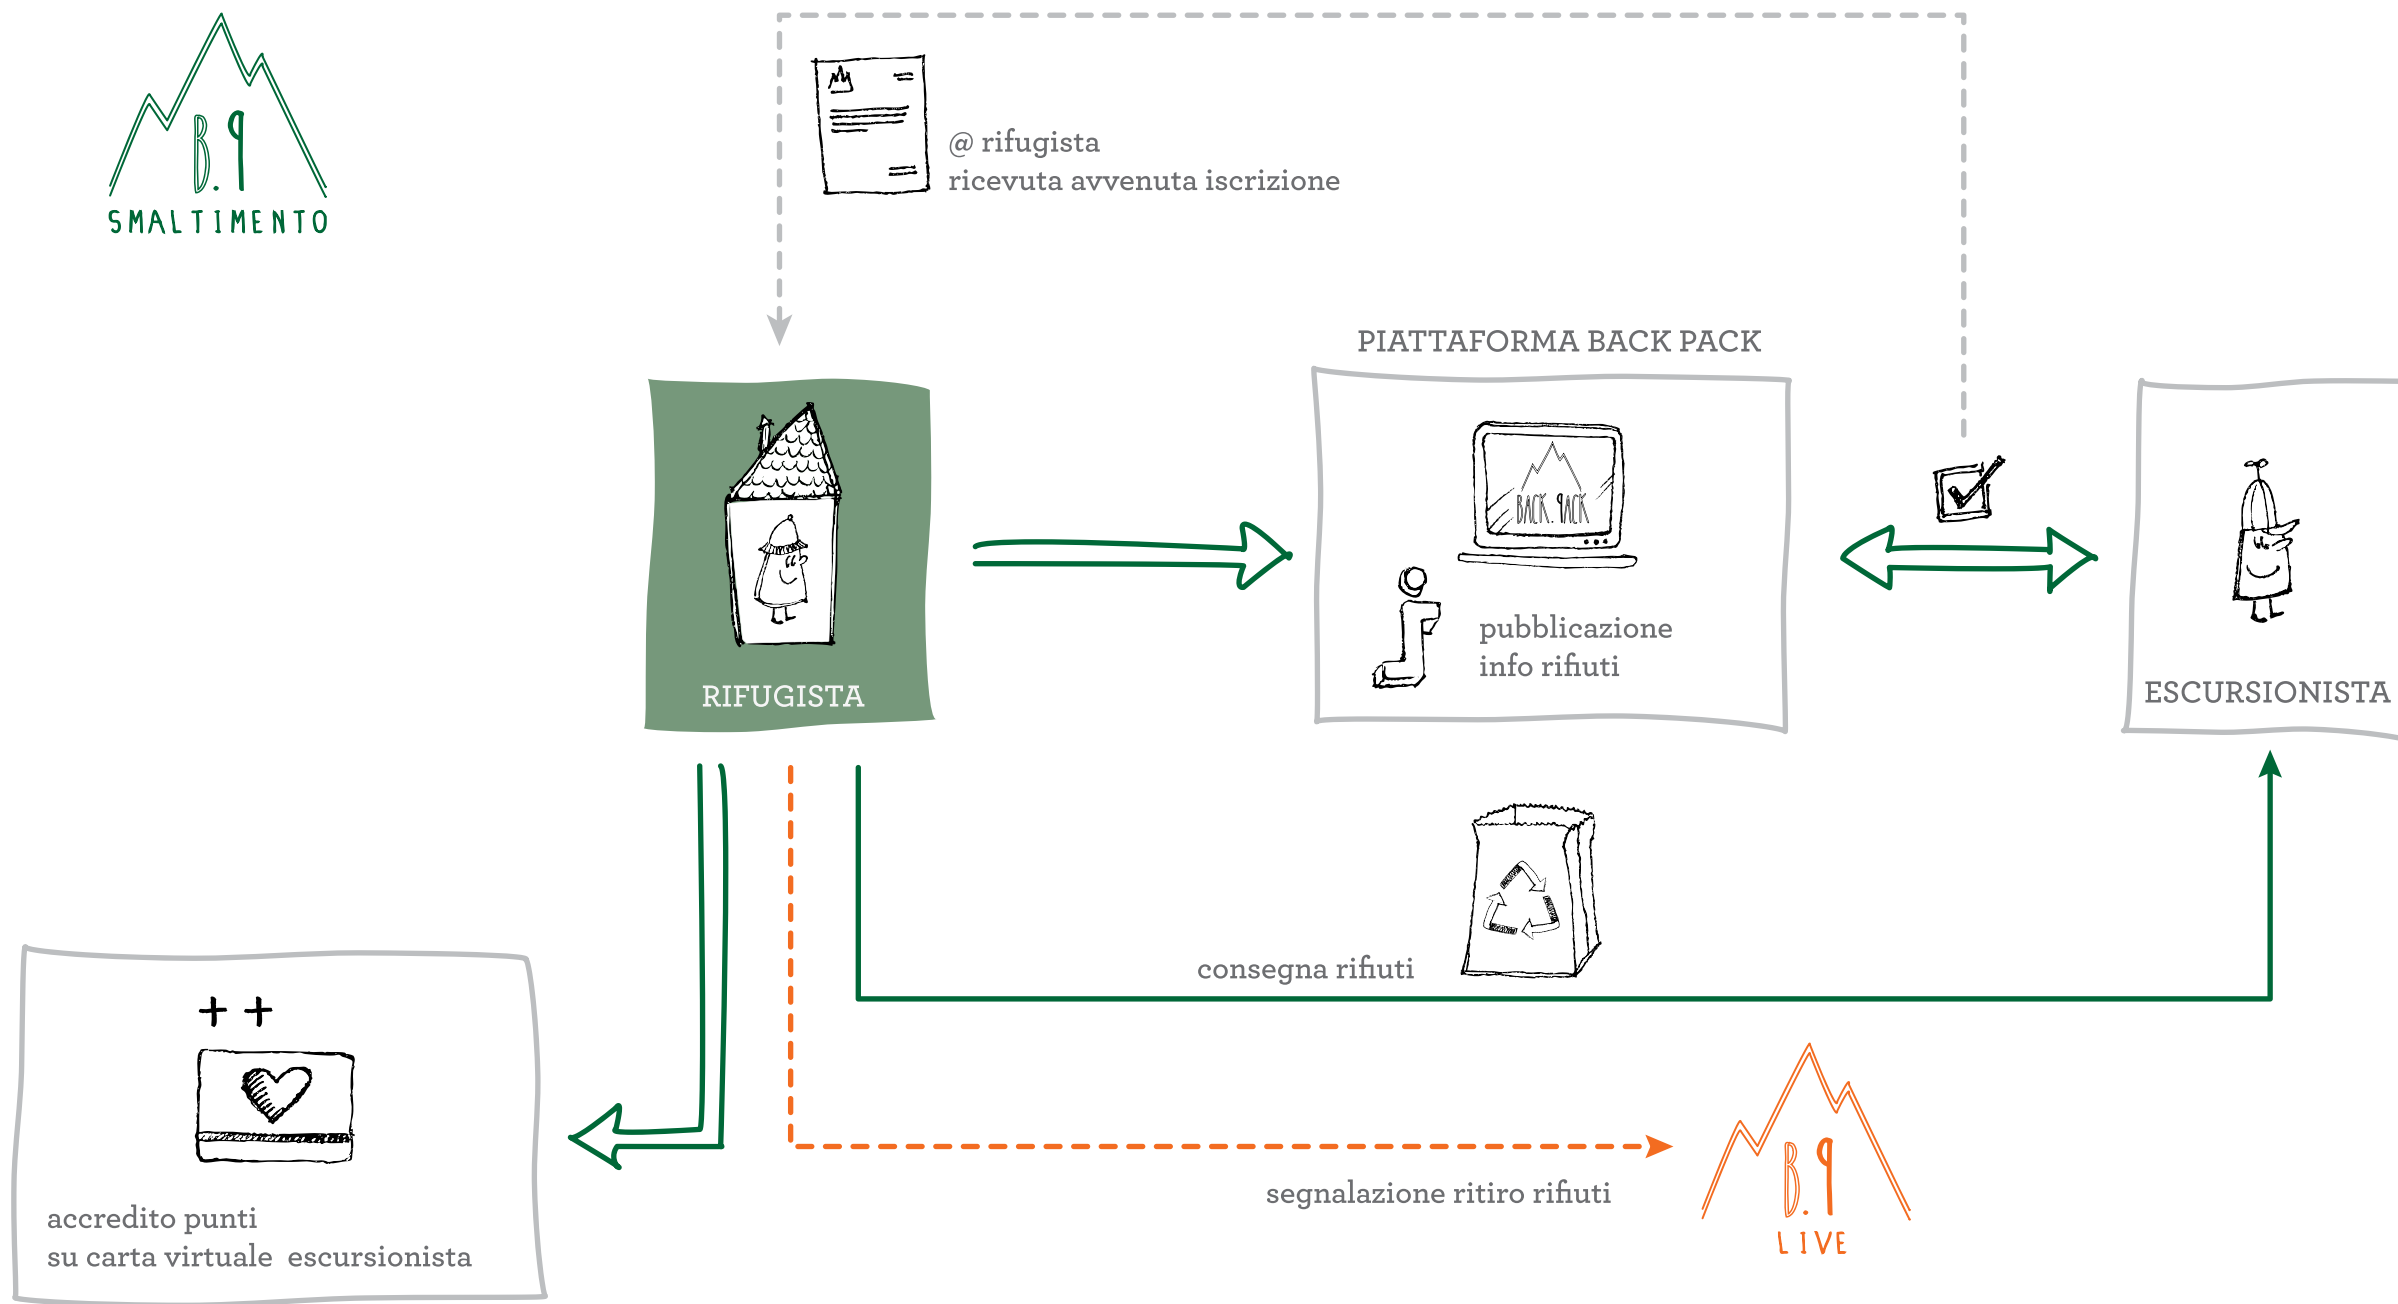 B.P
SMALTIMENTO
@ rifugista
ricevuta avvenuta iscrizione
PIATTAFORMA BACK PACK
BACK.PACK
pubblicazione
info rifiuti
RIFUGISTA
ESCURSIONISTA
consegna rifiuti
++
accredito punti
su carta virtuale escursionista
segnalazione ritiro rifiuti
B.P
LIVE